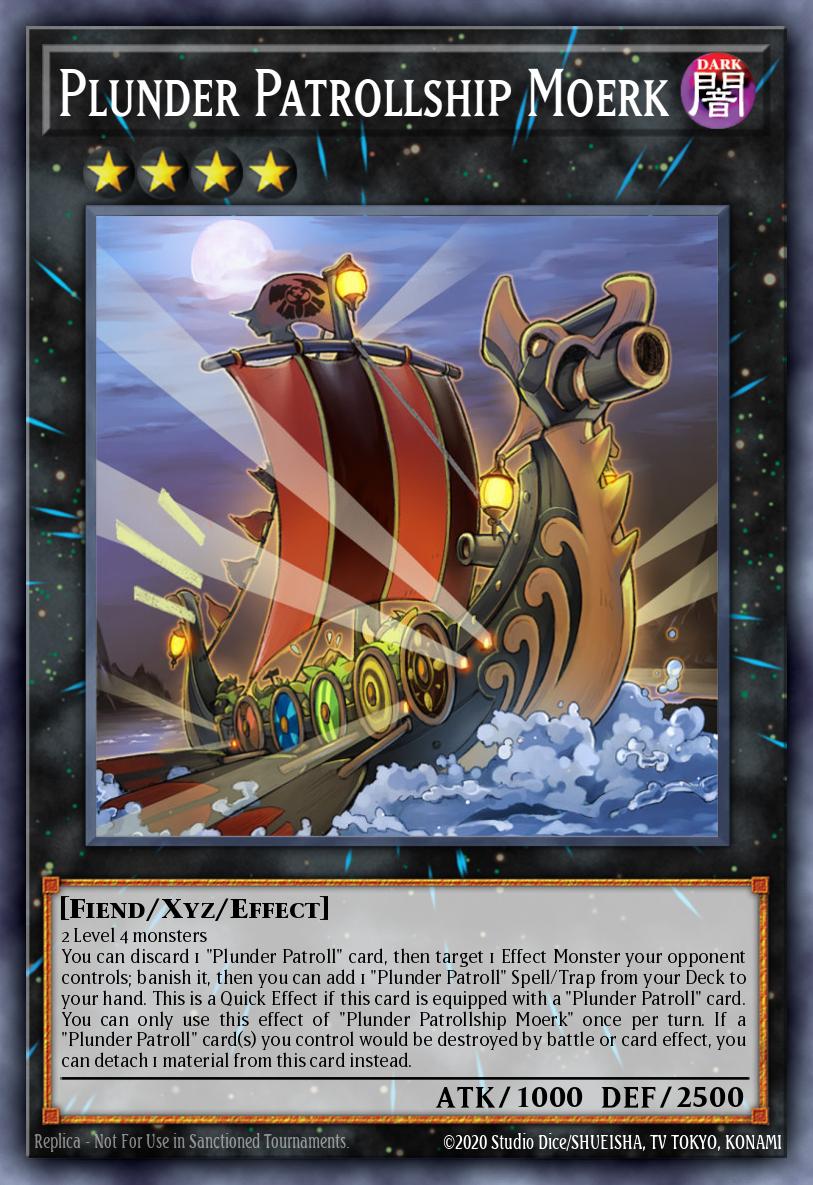 Plunder Patrollship Moerk
DARK
闇
[Fiend/Xyz/Effect]
2 Level 4 monsters
You can discard 1 "Plunder Patroll" card, then target 1 Effect Monster your opponent
controls; banish it, then you can add 1 "Plunder Patroll" Spell/Trap from your Deck to
your hand. This is a Quick Effect if this card is equipped with a "Plunder Patroll" card.
You can only use this effect of "Plunder Patrollship Moerk" once per turn. If a
"Plunder Patroll" card(s) you control would be destroyed by battle or card effect, you
can detach 1 material from this card instead.
ATK/1000 DEF/2500
Replica - Not For Use in Sanctioned Tournaments.
©2020 Studio Dice/SHUEISHA, TV TOKYO, KONAMI